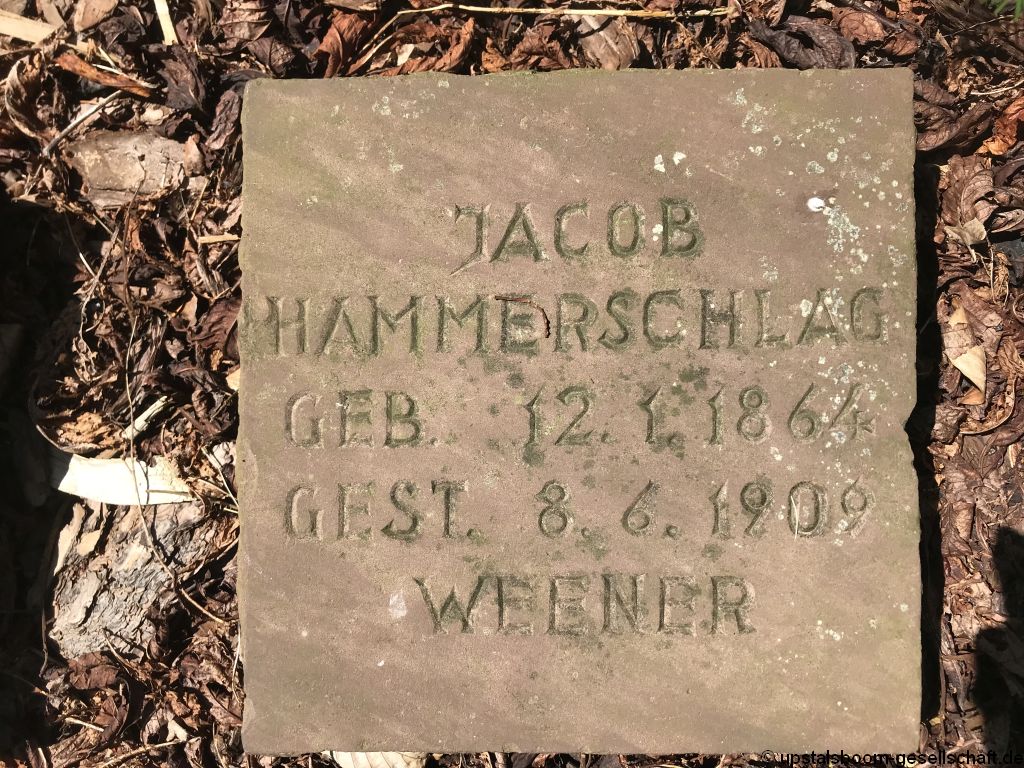 JACOB
HAMMERSCHLAG
GEB. 12. 1. 1864
GEST. 8. 6. 1909
WEENER
© upstalsboom-gesellschaft.de